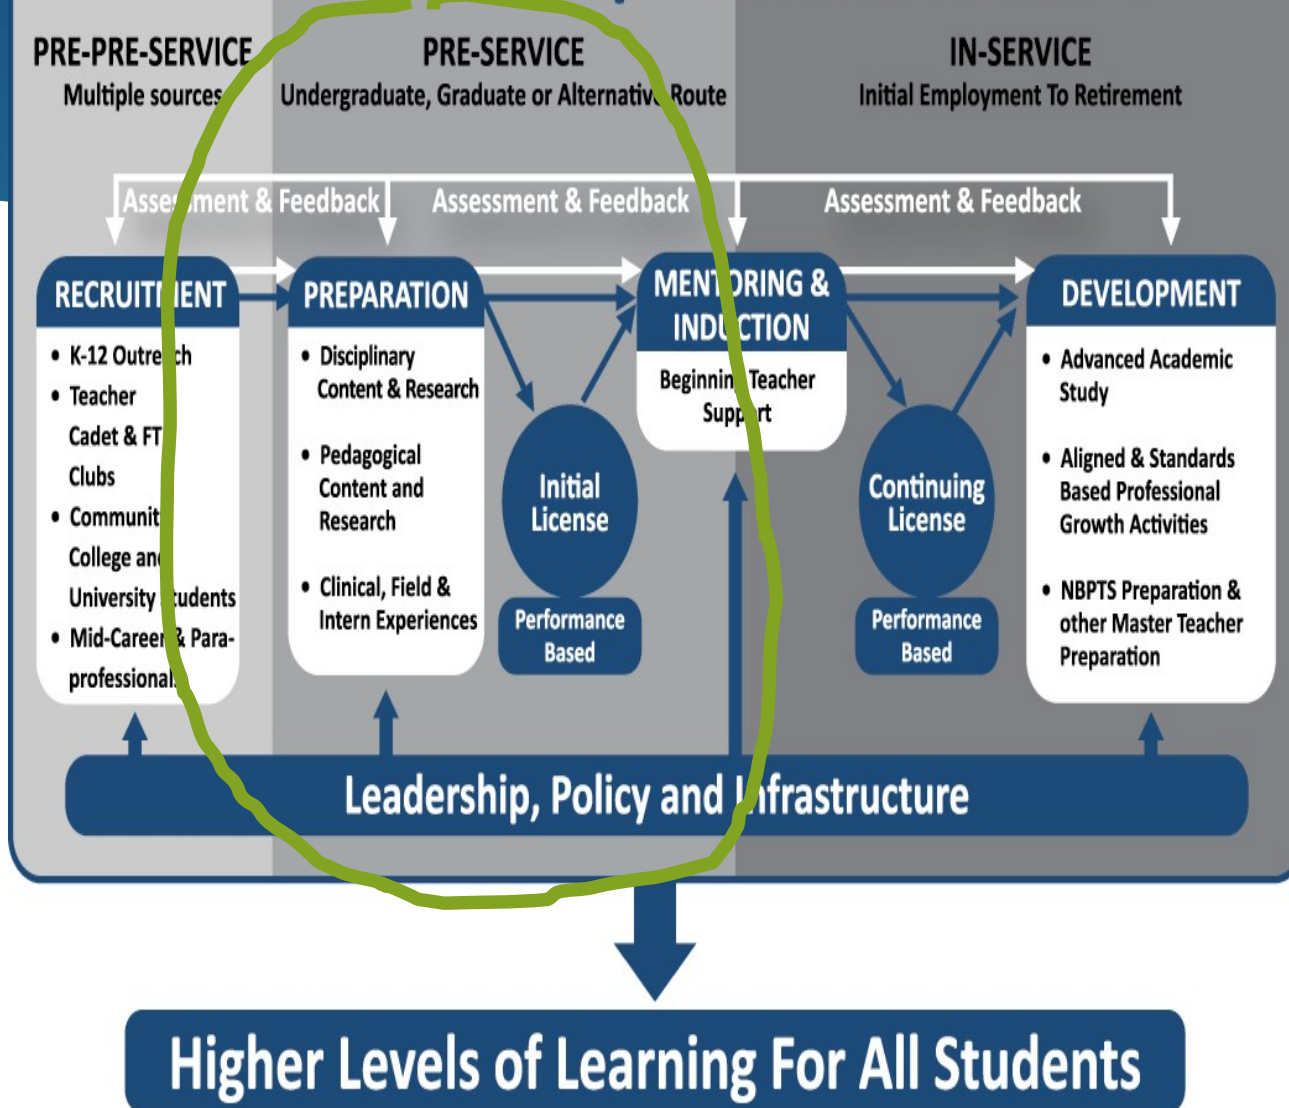 PRE-PRE-SERVICE
Multiple sources
PRE-SERVICE
Undergraduate, Graduate or Alternative Route
IN-SERVICE
Initial Employment To Retirement
Assessment & Feedback
Assessment & Feedback
Assessment & Feedback
RECRUITMENT
• K-12 Outreach
• Teacher
Cadet & FT
Clubs
• Community
College and
University Students
• Mid-Career & Para-
professionals
PREPARATION
• Disciplinary
Content & Research
• Pedagogical
Content and
Research
• Clinical, Field &
Intern Experiences
Initial
License
Performance
Based
MENTORING &
INDUCTION
Beginning Teacher
Support
Continuing
License
Performance
Based
DEVELOPMENT
• Advanced Academic
Study
• Aligned & Standards
Based Professional
Growth Activities
• NBPTS Preparation &
other Master Teacher
Preparation
Leadership, Policy and Infrastructure
Higher Levels of Learning For All Students